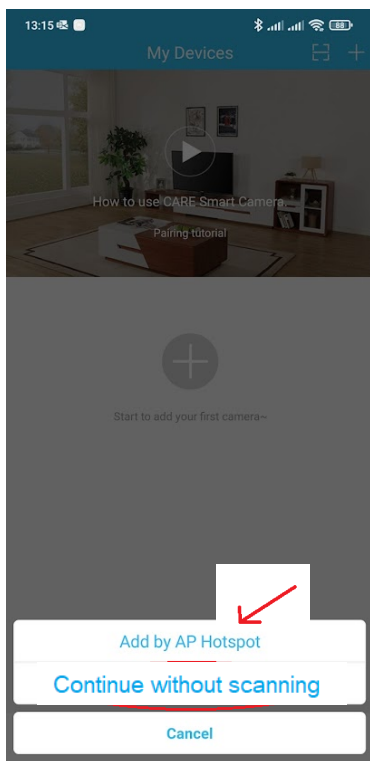 13:15
88
My Devices
How to use CARE Smart Camera
Pairing tutorial
Start to add your first camera~
Add by AP Hotspot
Continue without scanning
Cancel